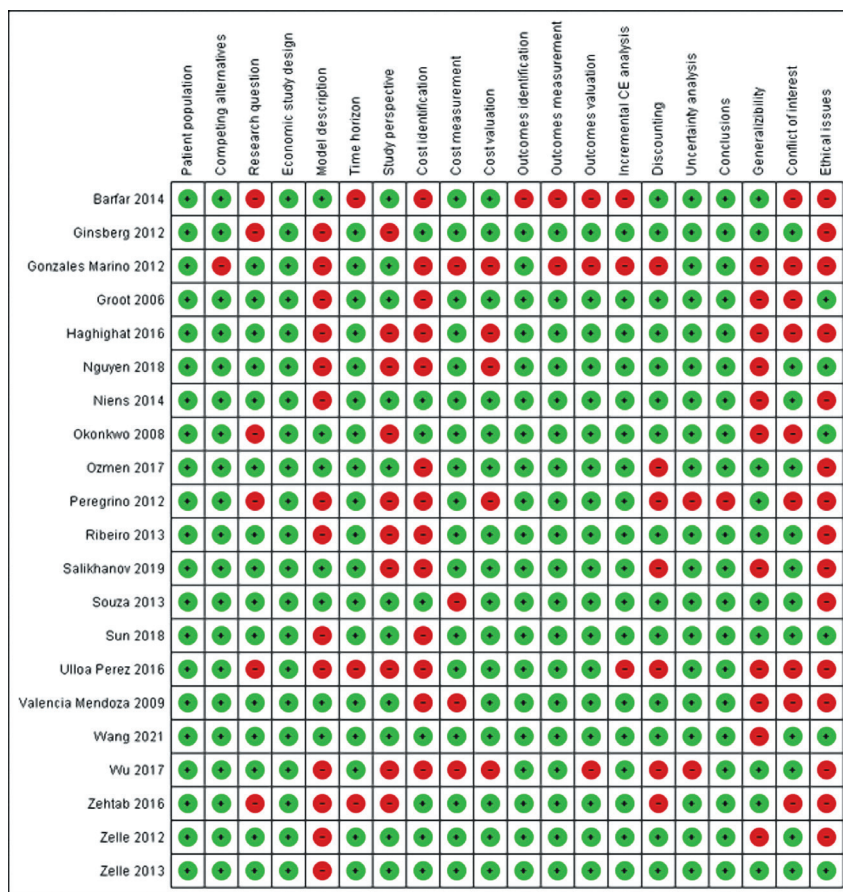 Patient population
Competing alternatives
Research question
Economic study design
Model description
Time horizon
Study perspective
Cost identification
Cost measurement
Cost valuation
Outcomes identification
Outcomes measurement
Outcomes valuation
Incremental CE analysis
Discounting
Uncertainty analysis
Conclusions
Generalizibility
Conflict of interest
Ethical issues
Barfar 2014 + + - + + - + - + + - - - - + + + + - -
Ginsberg 2012 + + - + - + - + + + + + + + + + + + + -
Gonzales Marino 2012 + - + + - + + - - - + - - - - + + - - -
Groot 2006 + + + + - + + - + + + + + + + + + - - +
Haghighat 2016 + + + + - + - - + - + + + + + + + - - -
Nguyen 2018 + + + + - + - - + - + + + + + + + - + +
Niens 2014 + + + + - + + + + + + + + + + + + - + -
Okonkwo 2008 + + - + + + - + + + + + + + + + + - - +
Ozmen 2017 + + + + + + + - + + + + + + - + + + + -
Peregrino 2012 + + - + - + - - + - + + + + - - - + - -
Ribeiro 2013 + + + + - + - - + + + + + + + + + + + -
Salikhanov 2019 + + + + + + - - + + + + + + - + + - + -
Souza 2013 + + + + + + + + - + + + + + + + + + + -
Sun 2018 + + + + - + + - + + + + + + + + + + + +
Ulloa Perez 2016 + + - + - - - - + + + + + - - + + - - -
Valencia Mendoza 2009 + + + + + + + - - + + + + + + + + - - -
Wang 2021 + + + + + + + + + + + + + + + + + - + +
Wu 2017 + + + + - + - - - - + + - + - - + + + -
Zehtab 2016 + + - + - - - + + + + + + + - + + + - -
Zelle 2012 + + + + - + + + + + + + + + + + + - + -
Zelle 2013 + + + + - + + + + + + + + + + + + + + +